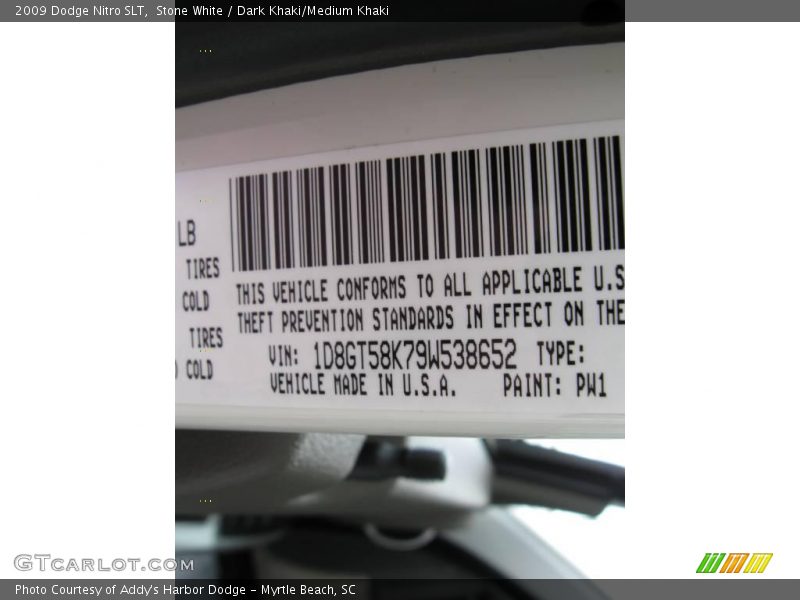 2009 Dodge Nitro SLT,  Stone White / Dark Khaki/Medium Khaki
LB
TIRES
COLD
TIRES
COLD
THIS VEHICLE CONFORMS TO ALL APPLICABLE U.S
THEFT PREVENTION STANDARDS IN EFFECT ON THE
VIN: 1D8GT58K79W538652 TYPE:
VEHICLE MADE IN U.S.A. PAINT: PW1
GTCARLOT.COM
Photo Courtesy of Addy's Harbor Dodge - Myrtle Beach, SC